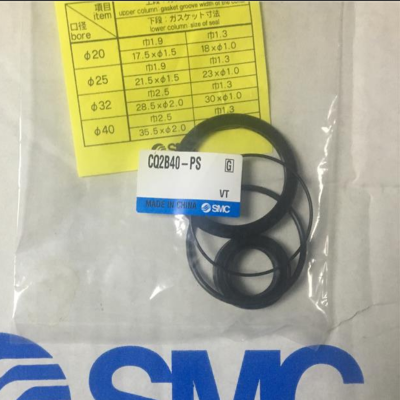 項目
item
口徑
bore
upper column: gasket groove width of the
下段 : ガスケット寸法
lower column: size of seal
φ20
巾1.9
巾1.3
17.5×φ1.5
18×φ1.0
φ25
巾1.9
巾1.3
21.5×φ1.5
23×φ1.0
φ32
巾2.5
巾1.3
28.5×φ2.0
30×φ1.0
φ40
巾2.5
巾1.3
35.5×φ2.0
SMC
CQ2B40-PS
G
VT
MADE IN CHINA
SMC
SMC